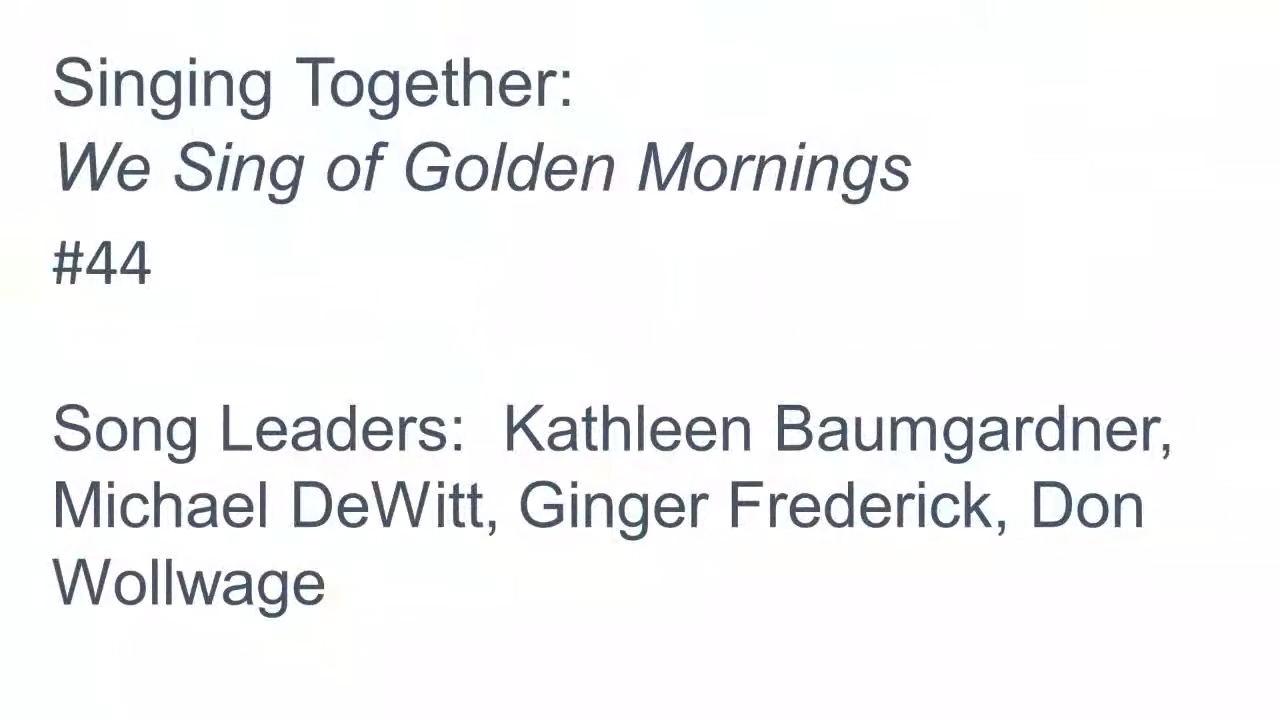 Singing Together:
We Sing of Golden Mornings
#44
Song Leaders:  Kathleen Baumgardner,
Michael DeWitt, Ginger Frederick, Don
Wollwage